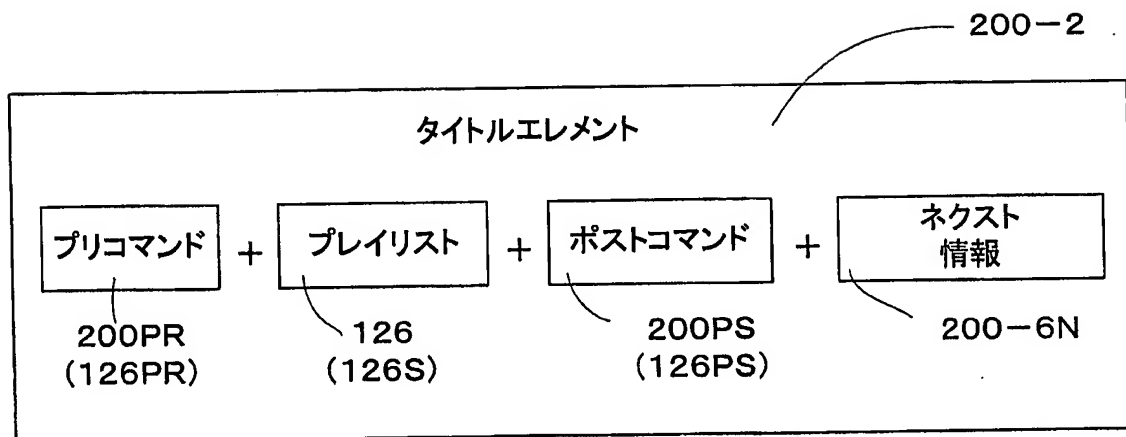 200-2
タイトルエレメント
プリコマンド + プレイリスト + ポストコマンド + ネクスト
情報
200PR 126 200PS 200-6N
(126PR) (126S) (126PS)